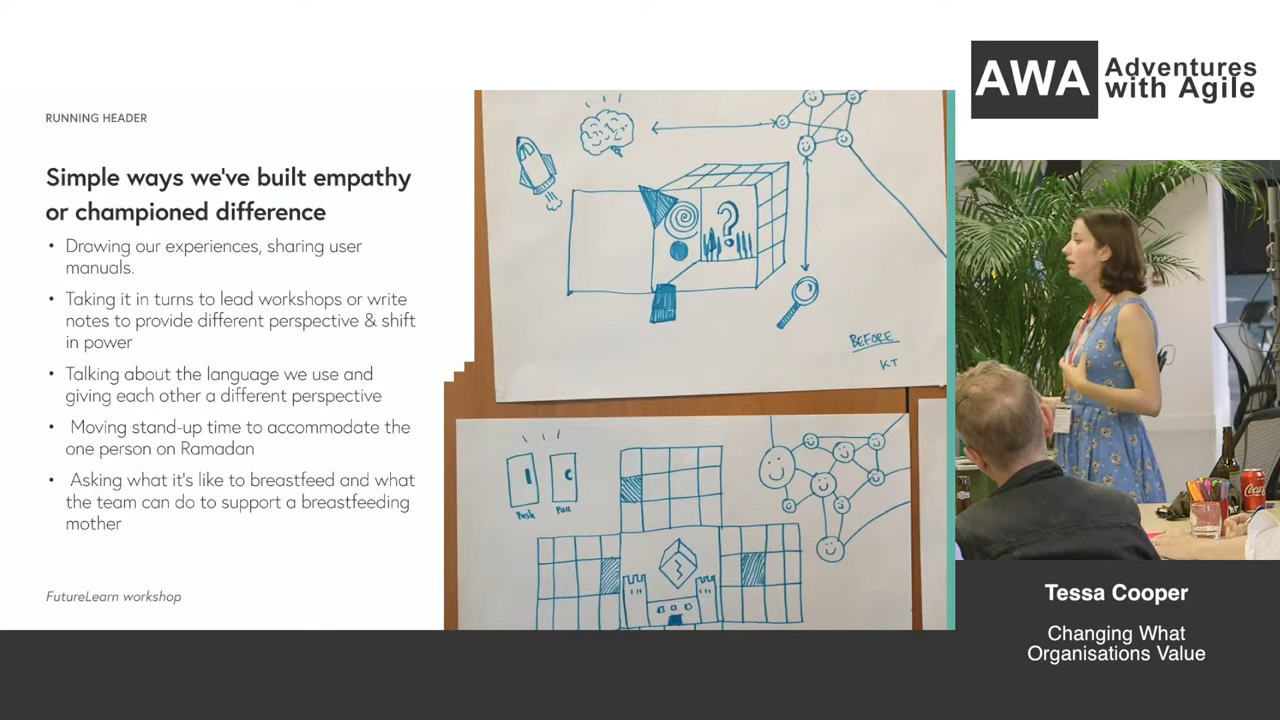 AWA Adventures
with Agile
RUNNING HEADER
Simple ways we've built empathy
or championed difference
• Drawing our experiences, sharing user
manuals.
• Taking it in turns to lead workshops or write
notes to provide different perspective & shift
in power
• Talking about the language we use and
giving each other a different perspective
• Moving stand-up time to accommodate the
one person on Ramadan
• Asking what it's like to breastfeed and what
the team can do to support a breastfeeding
mother
FutureLearn workshop
?
BEFORE
KT
Push Pull
Coca
Tessa Cooper
Changing What
Organisations Value